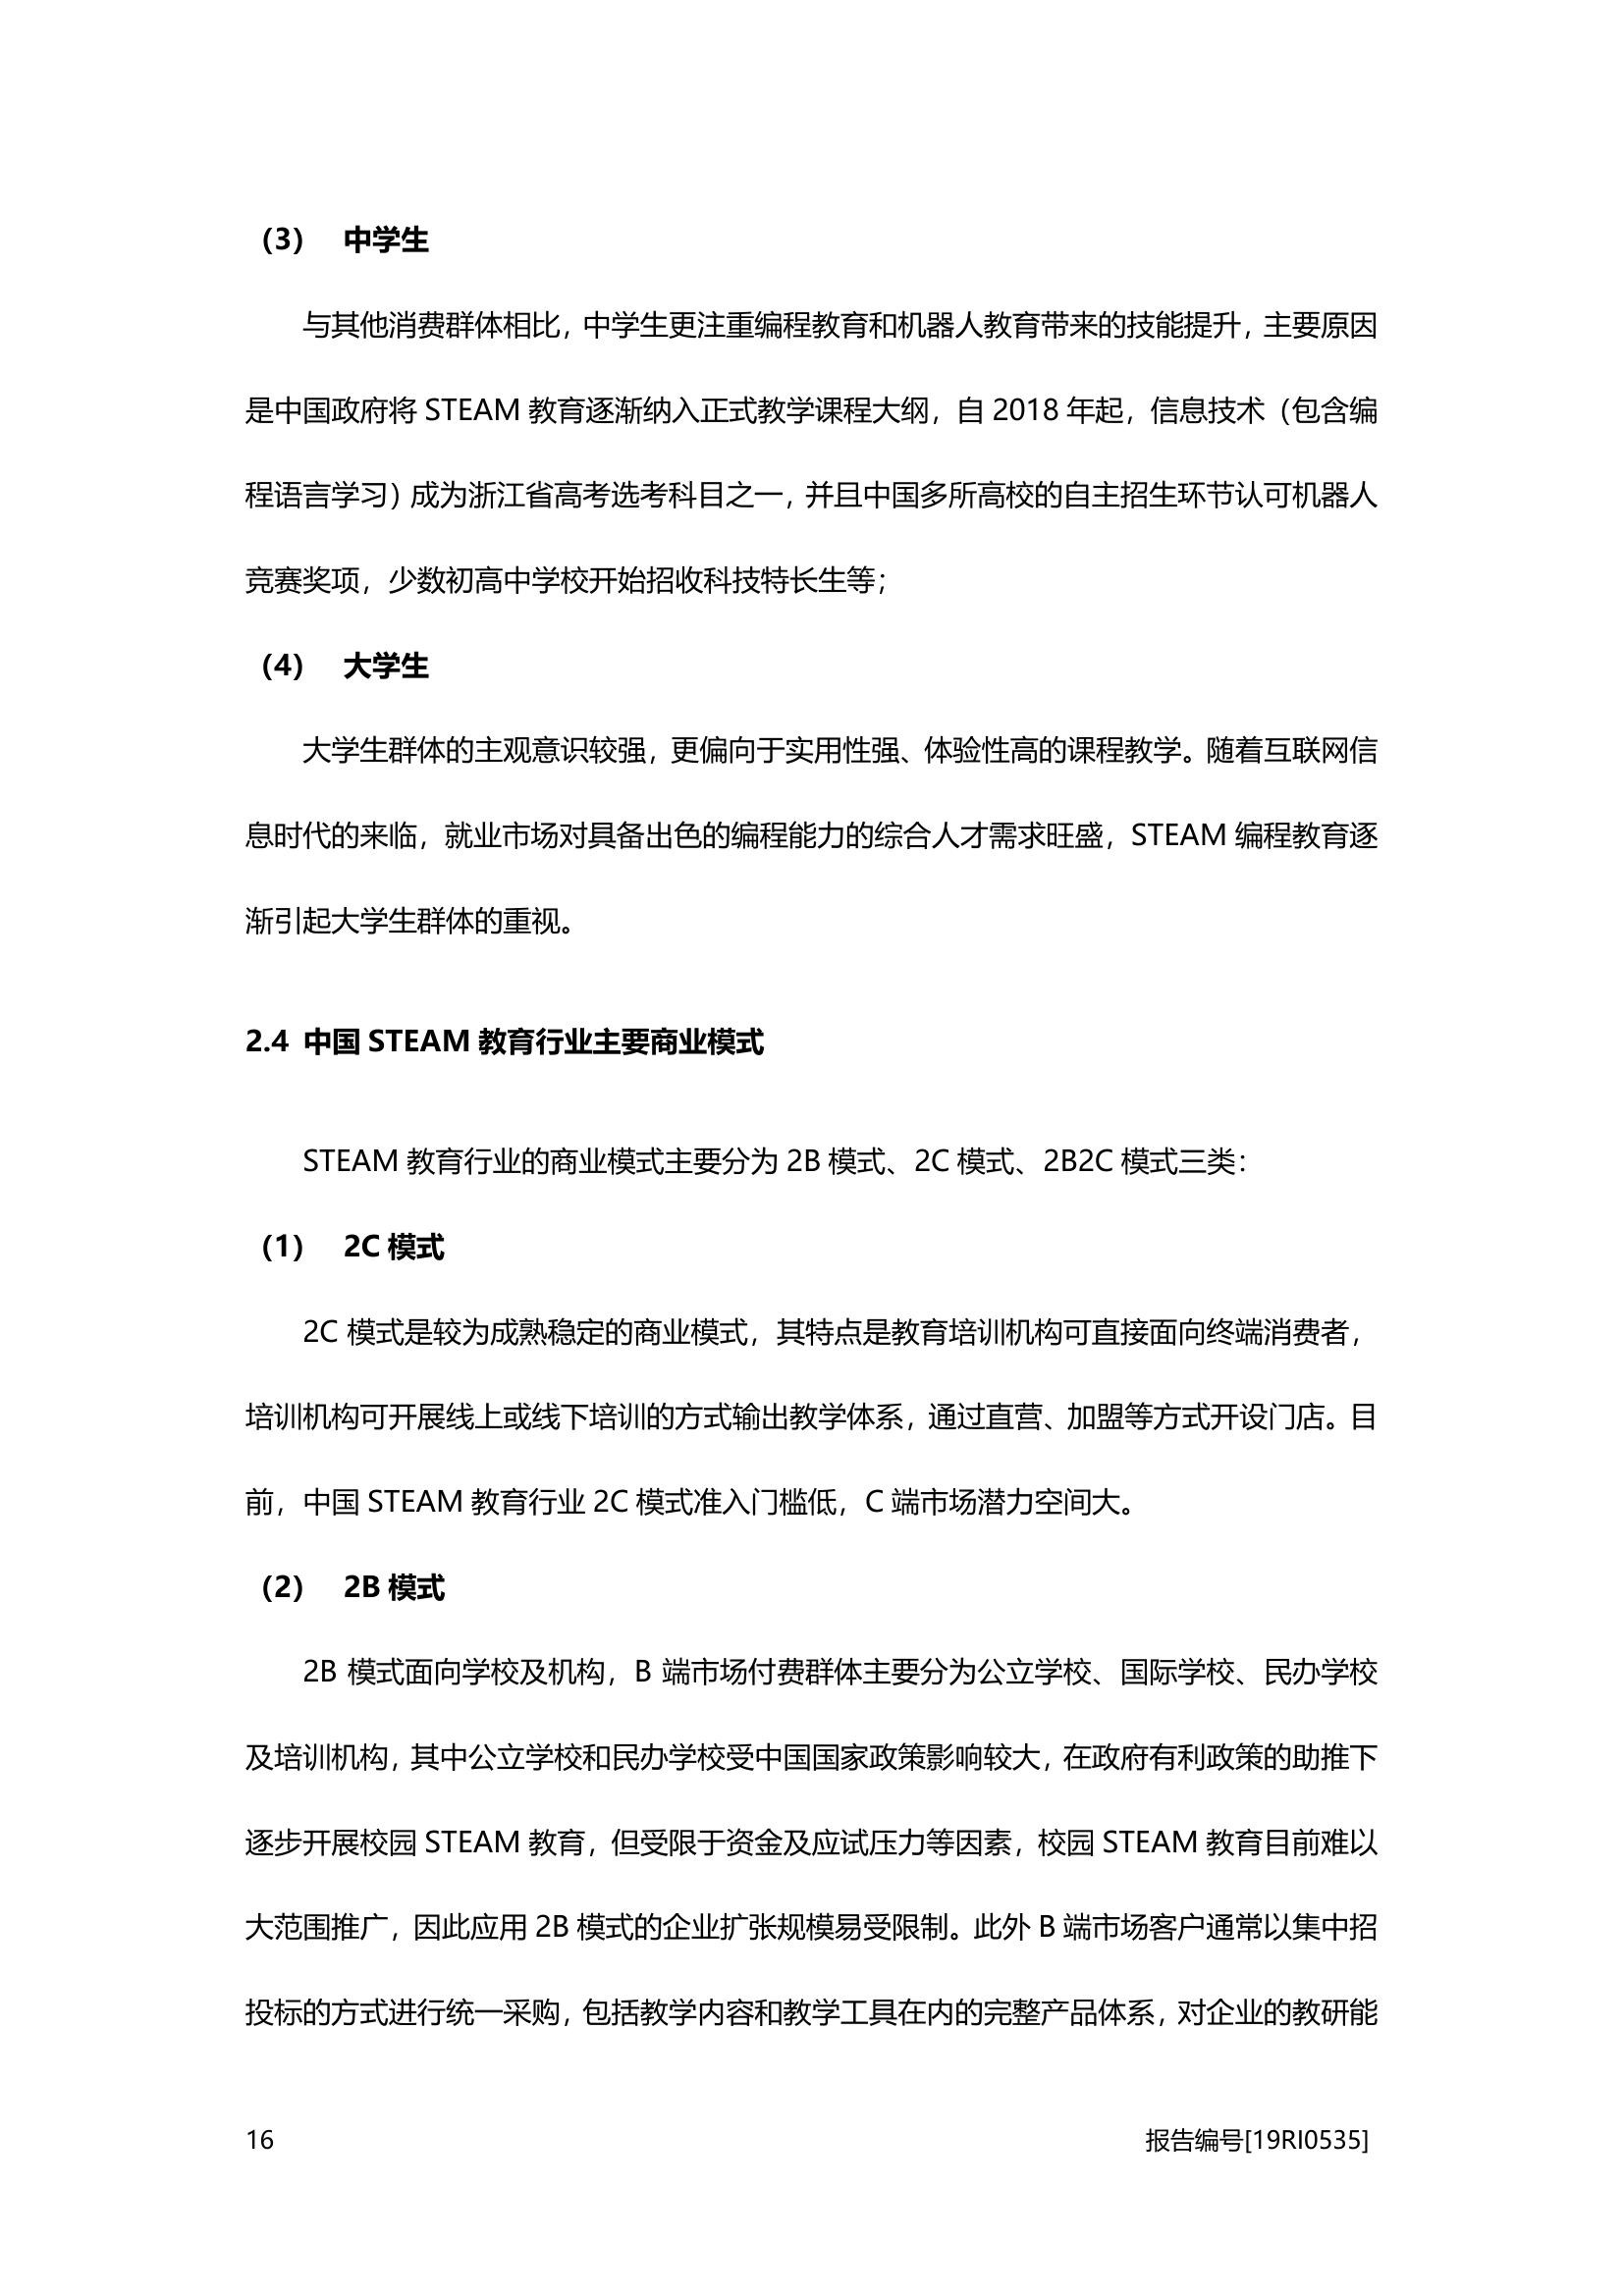 （3） 中学生
与其他消费群体相比，中学生更注重编程教育和机器人教育带来的技能提升，主要原因
是中国政府将 STEAM 教育逐渐纳入正式教学课程大纲，自 2018 年起，信息技术（包含编
程语言学习）成为浙江省高考选考科目之一，并且中国多所高校的自主招生环节认可机器人
竞赛奖项，少数初高中学校开始招收科技特长生等；
（4） 大学生
大学生群体的主观意识较强，更偏向于实用性强、体验性高的课程教学。随着互联网信
息时代的来临，就业市场对具备出色的编程能力的综合人才需求旺盛，STEAM 编程教育逐
渐引起大学生群体的重视。
2.4 中国 STEAM 教育行业主要商业模式
STEAM 教育行业的商业模式主要分为 2B 模式、2C 模式、2B2C 模式三类：
（1） 2C 模式
2C 模式是较为成熟稳定的商业模式，其特点是教育培训机构可直接面向终端消费者，
培训机构可开展线上或线下培训的方式输出教学体系，通过直营、加盟等方式开设门店。目
前，中国 STEAM 教育行业 2C 模式准入门槛低，C 端市场潜力空间大。
（2） 2B 模式
2B 模式面向学校及机构，B 端市场付费群体主要分为公立学校、国际学校、民办学校
及培训机构，其中公立学校和民办学校受中国国家政策影响较大，在政府有利政策的助推下
逐步开展校园 STEAM 教育，但受限于资金及应试压力等因素，校园 STEAM 教育目前难以
大范围推广，因此应用 2B 模式的企业扩张规模易受限制。此外 B 端市场客户通常以集中招
投标的方式进行统一采购，包括教学内容和教学工具在内的完整产品体系，对企业的教研能
16 报告编号[19RI0535]